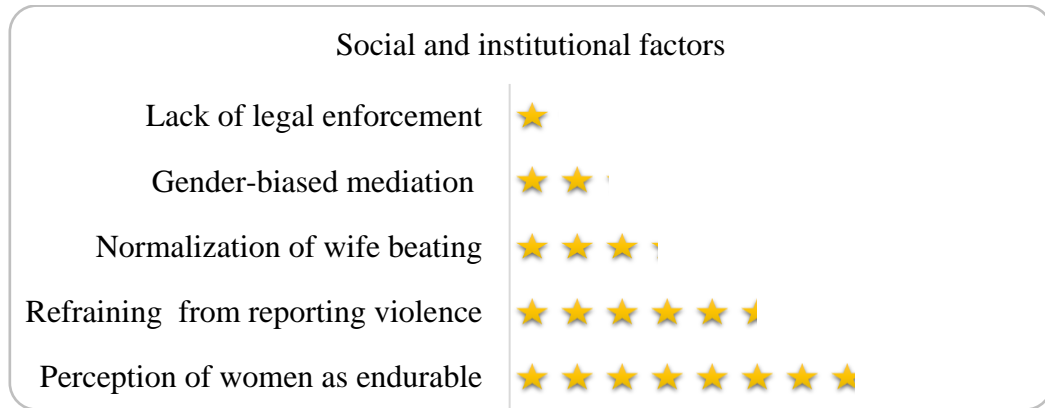 Social and institutional factors
Lack of legal enforcement
Gender-biased mediation
Normalization of wife beating
Refraining  from reporting violence
Perception of women as endurable